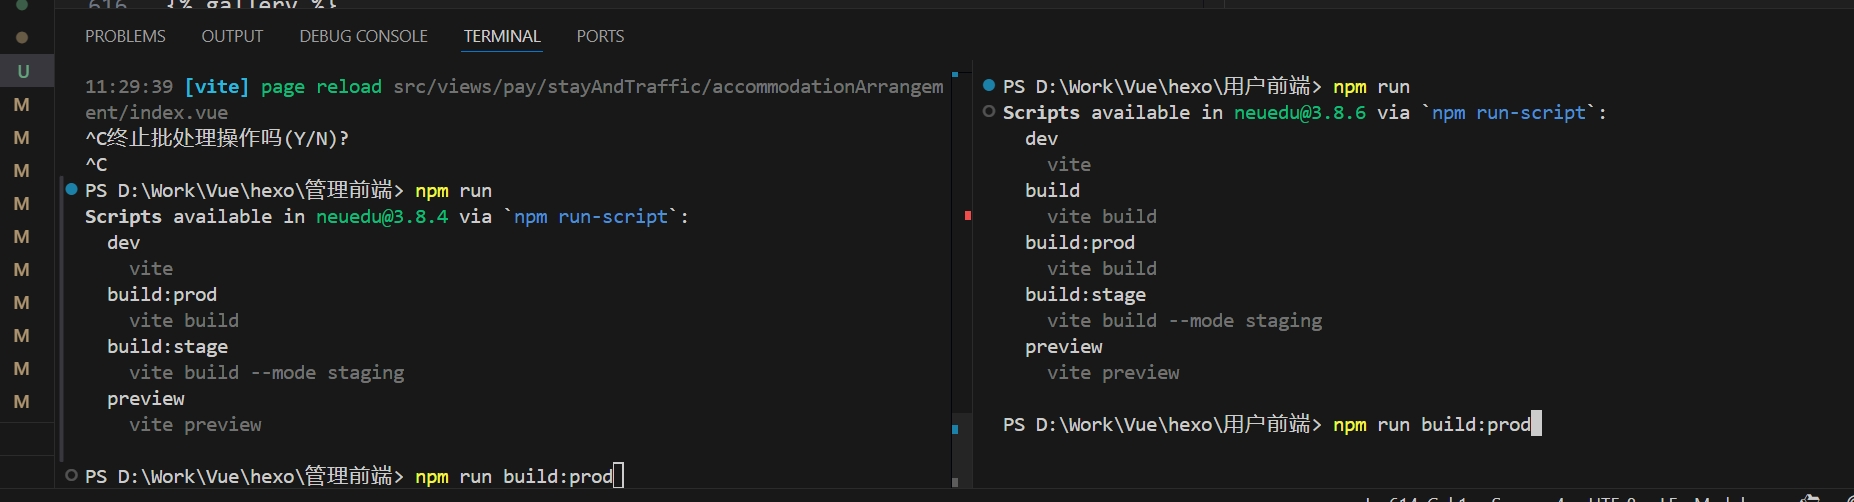 616 {% gallery %}
PROBLEMS OUTPUT DEBUG CONSOLE TERMINAL PORTS
U
M
M
M
M
M
M
M
M
M
M
11:29:39 [vite] page reload src/views/pay/stayAndTraffic/accommodationArrangem
ent/index.vue
^C终止批处理操作吗(Y/N)?
^C
PS D:\Work\Vue\hexo\管理前端> npm run
Scripts available in neuedu@3.8.4 via `npm run-script`:
dev
vite
build:prod
vite build
build:stage
vite build --mode staging
preview
vite preview
PS D:\Work\Vue\hexo\管理前端> npm run build:prod
PS D:\Work\Vue\hexo\用户前端> npm run
Scripts available in neuedu@3.8.6 via `npm run-script`:
dev
vite
build
vite build
build:prod
vite build
build:stage
vite build --mode staging
preview
vite preview
PS D:\Work\Vue\hexo\用户前端> npm run build:prod